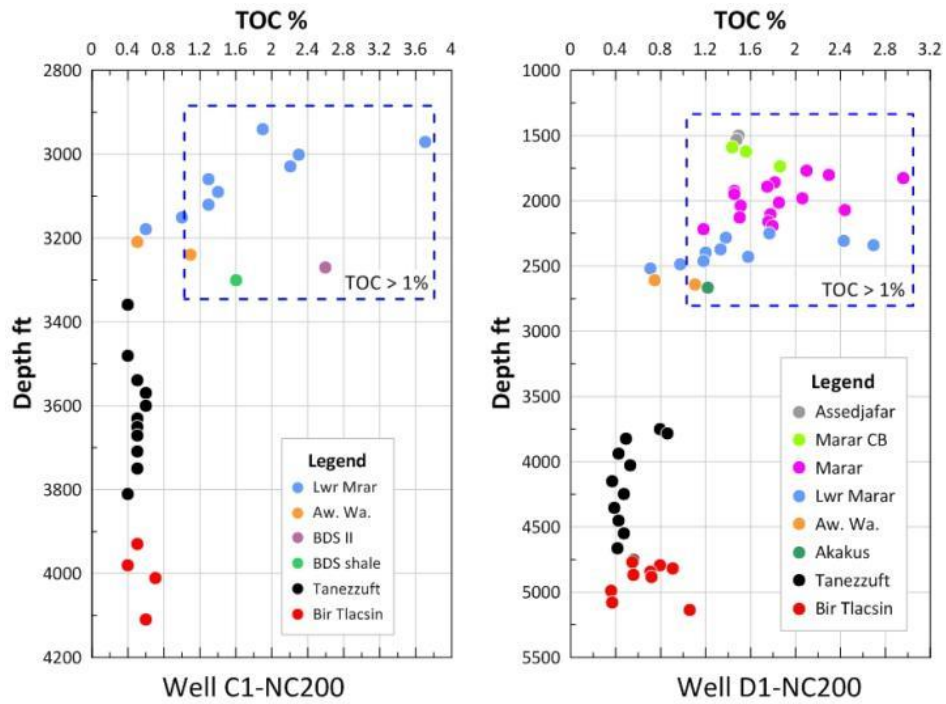 TOC %
0 0.4 0.8 1.2 1.6 2 2.4 2.8 3.2 3.6 4
Depth ft
2800
3000
3200
3400
3600
3800
4000
4200
TOC > 1%
Legend
Lwr Mrar
Aw. Wa.
BDS II
BDS shale
Tanezzuft
Bir Tlacsin
Well C1-NC200
TOC %
0 0.4 0.8 1.2 1.6 2 2.4 2.8 3.2
Depth ft
1000
1500
2000
2500
3000
3500
4000
4500
5000
5500
TOC > 1%
Legend
Assedjafar
Marar CB
Marar
Lwr Marar
Aw. Wa.
Akakus
Tanezzuft
Bir Tlacsin
Well D1-NC200